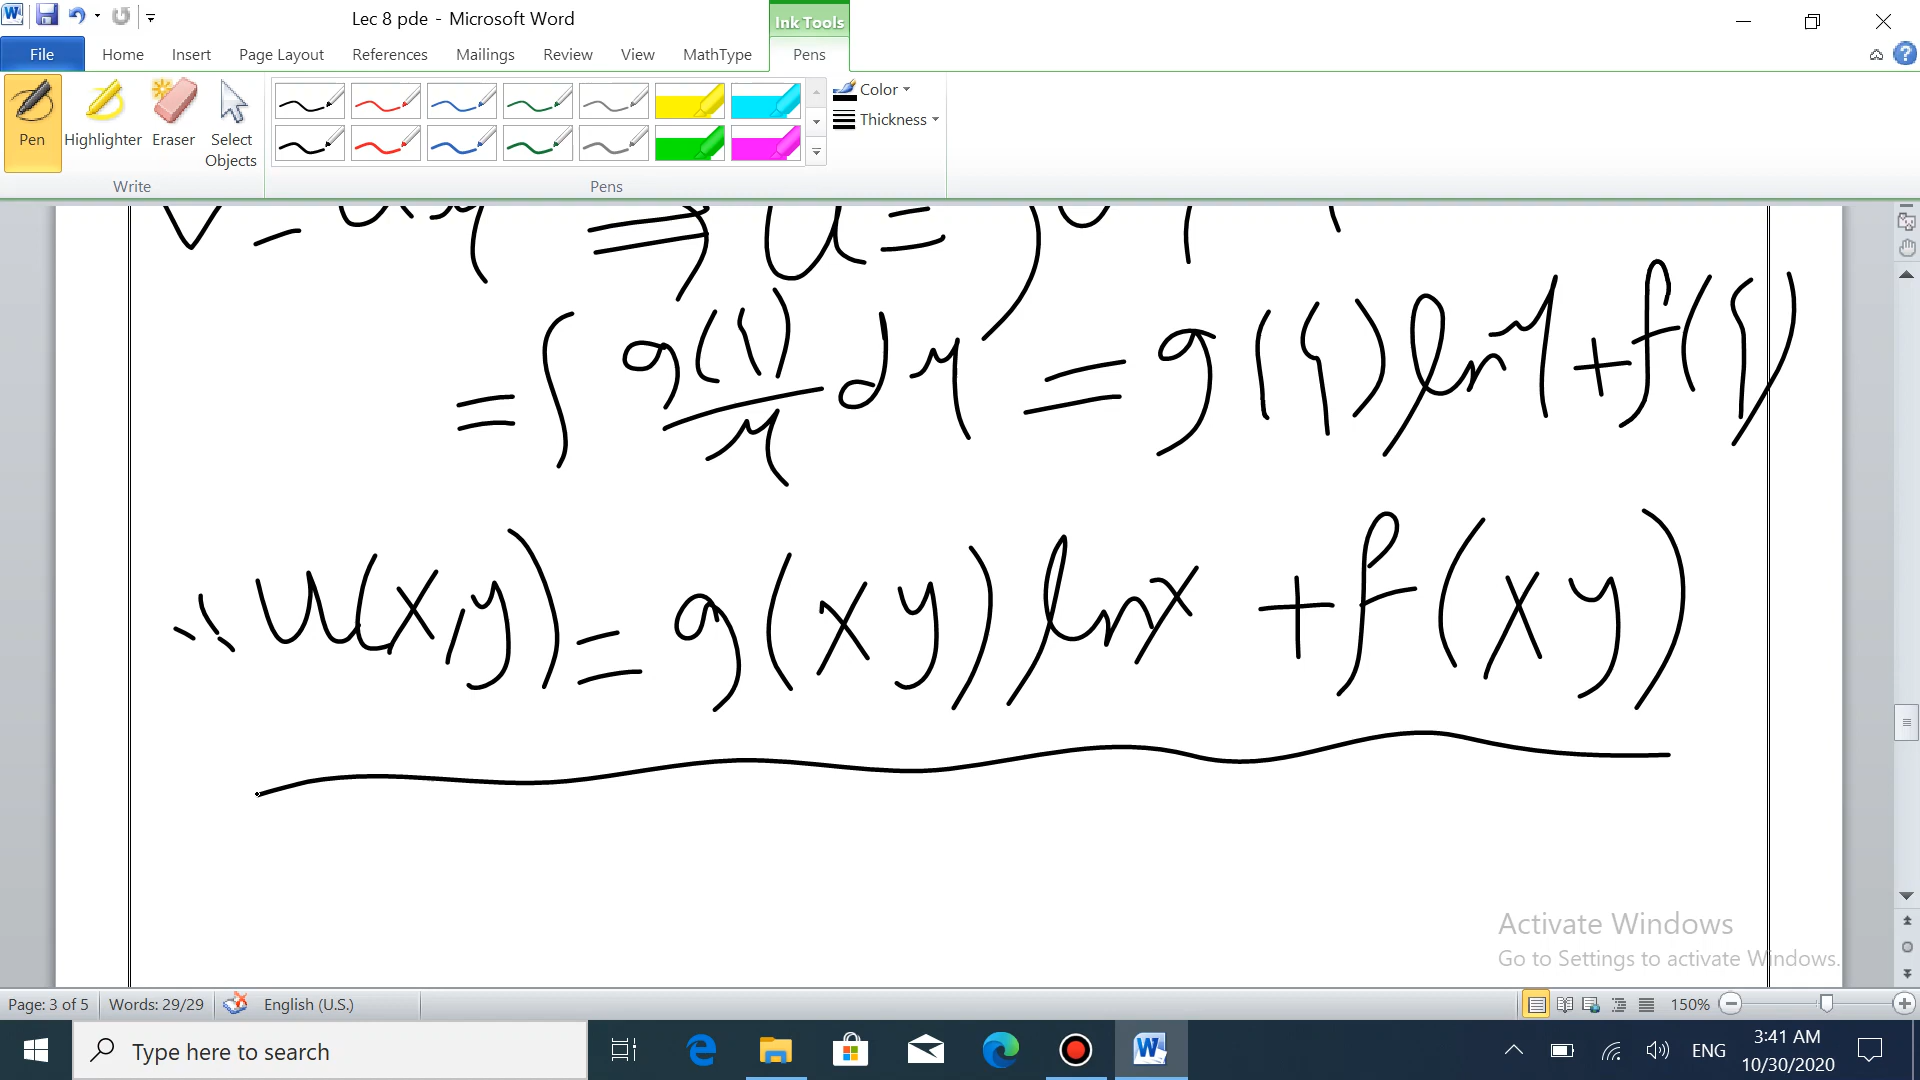 Lec 8 pde - Microsoft Word
Ink Tools
File Home Insert Page Layout References Mailings Review View MathType Pens
Pen Highlighter Eraser Select Objects
Color
Thickness
Write Pens
= ∫ g(ξ)/η dη = g(ξ) ln η + f(ξ)
∴ u(x,y) = g(xy) ln x + f(xy)
Activate Windows
Go to Settings to activate Windows.
Page: 3 of 5 Words: 29/29 English (U.S.) 150%
Type here to search
ENG
3:41 AM
10/30/2020